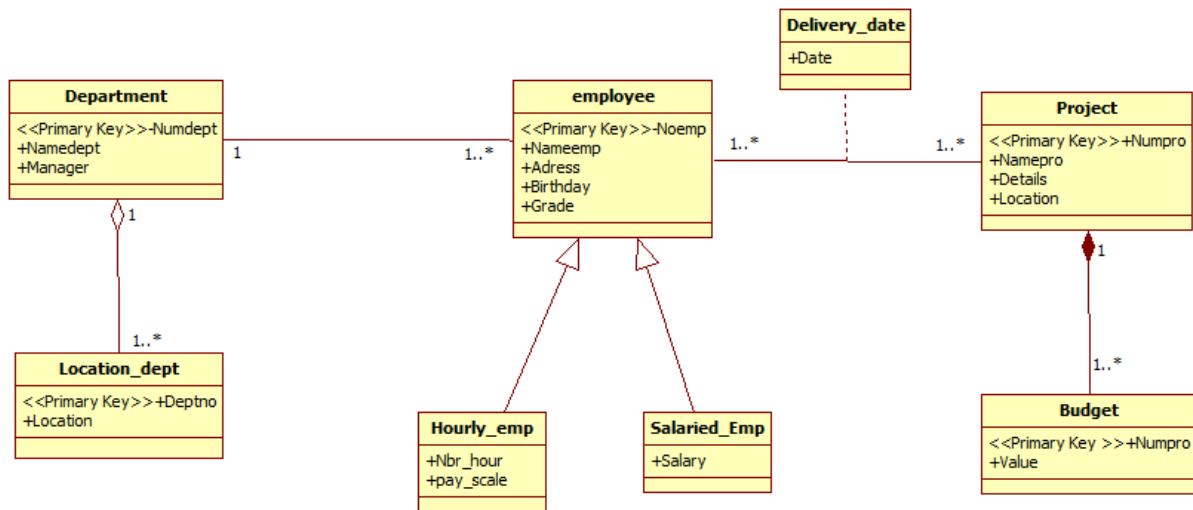 Delivery_date
+Date
Department
<<Primary Key>>-Numdept
+Namedept
+Manager
1
1..*
employee
<<Primary Key>>-Noemp
+Nameemp
+Adress
+Birthday
+Grade
1..*
1..*
Project
<<Primary Key>>+Numpro
+Namepro
+Details
+Location
1
1
1..*
1..*
Location_dept
<<Primary Key>>+Deptno
+Location
Hourly_emp
+Nbr_hour
+pay_scale
Salaried_Emp
+Salary
Budget
<<Primary Key >>+Numpro
+Value